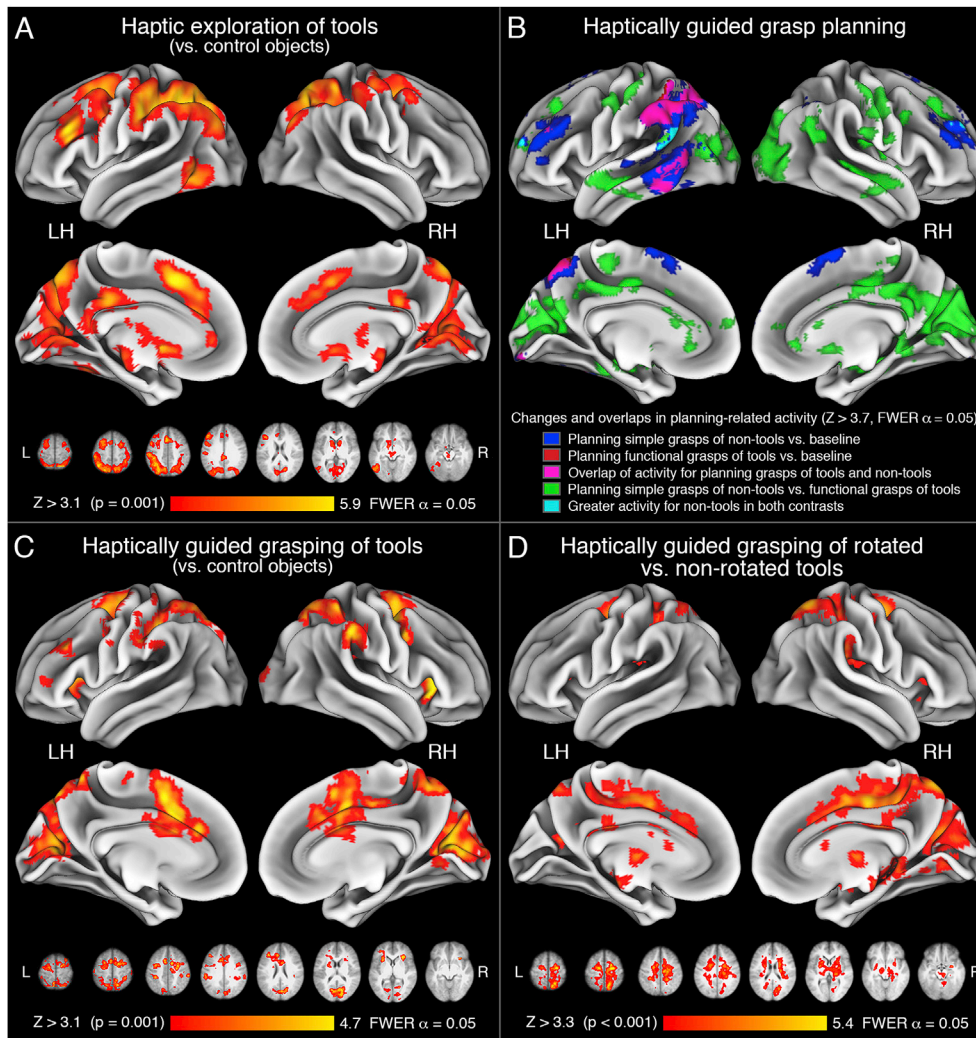 A
Haptic exploration of tools
(vs. control objects)
LH
RH
L
R
Z > 3.1 (p = 0.001)
5.9 FWER α = 0.05
B
Haptically guided grasp planning
LH
RH
Changes and overlaps in planning-related activity (Z > 3.7, FWER α = 0.05)
Planning simple grasps of non-tools vs. baseline
Planning functional grasps of tools vs. baseline
Overlap of activity for planning grasps of tools and non-tools
Planning simple grasps of non-tools vs. functional grasps of tools
Greater activity for non-tools in both contrasts
C
Haptically guided grasping of tools
(vs. control objects)
LH
RH
L
R
Z > 3.1 (p = 0.001)
4.7 FWER α = 0.05
D
Haptically guided grasping of rotated
vs. non-rotated tools
LH
RH
L
R
Z > 3.3 (p < 0.001)
5.4 FWER α = 0.05